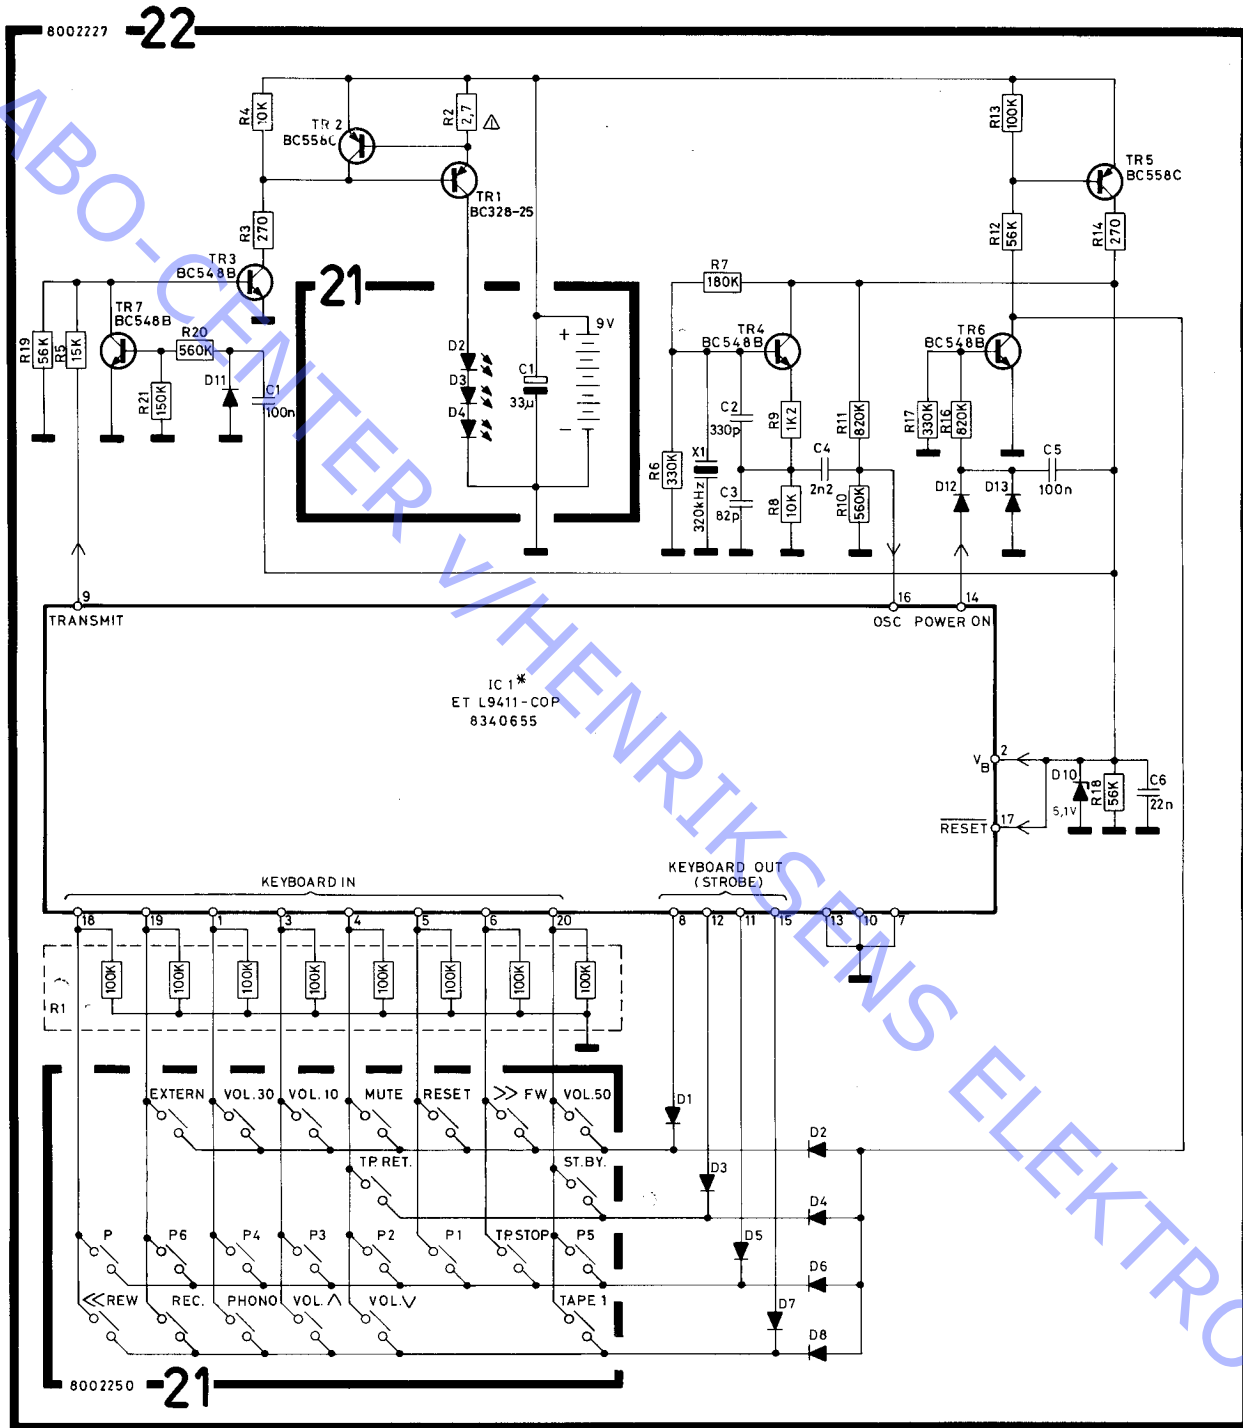 8002227 22
R4 10K
TR 2
BC558C
R2 2,7
TR1
BC328-25
R3 270
TR3
BC548B
R13 100K
TR5
BC558C
R12 56K
R14 270
21
TR7
BC548B
R19 56K
R5 15K
R20
560K
R21 150K
D11
C1
100n
D2
D3
D4
C1
33µ
+
9V
−
R7
180K
TR4
BC548B
TR6
BC548B
C2
330p
R9 1K2
R11 820K
R17 330K
R16 820K
R6 330K
X1
320kHz
C3
82p
R8 10K
C4
2n2
R10 560K
D12
D13
C5
100n
9
TRANSMIT
16
OSC
14
POWER ON
IC 1*
ET L9411-COP
8340655
VB
2
RESET
17
D10
5,1V
R18 56K
C6
22n
KEYBOARD IN
KEYBOARD OUT
(STROBE)
18 19 1 3 4 5 6 20 8 12 11 15 13 10 7
R1
100K 100K 100K 100K 100K 100K 100K 100K
EXTERN VOL.30 VOL.10 MUTE RESET >> FW VOL.50
D1
D2
TP.RET. ST.BY.
D3
D4
P P6 P4 P3 P2 P1 TP.STOP P5
D5
D6
<< REW REC. PHONO VOL.∧ VOL.∨ TAPE 1
D7
D8
8002250 21
ABO-CENTER V/HENRIKSENS ELEKTRO